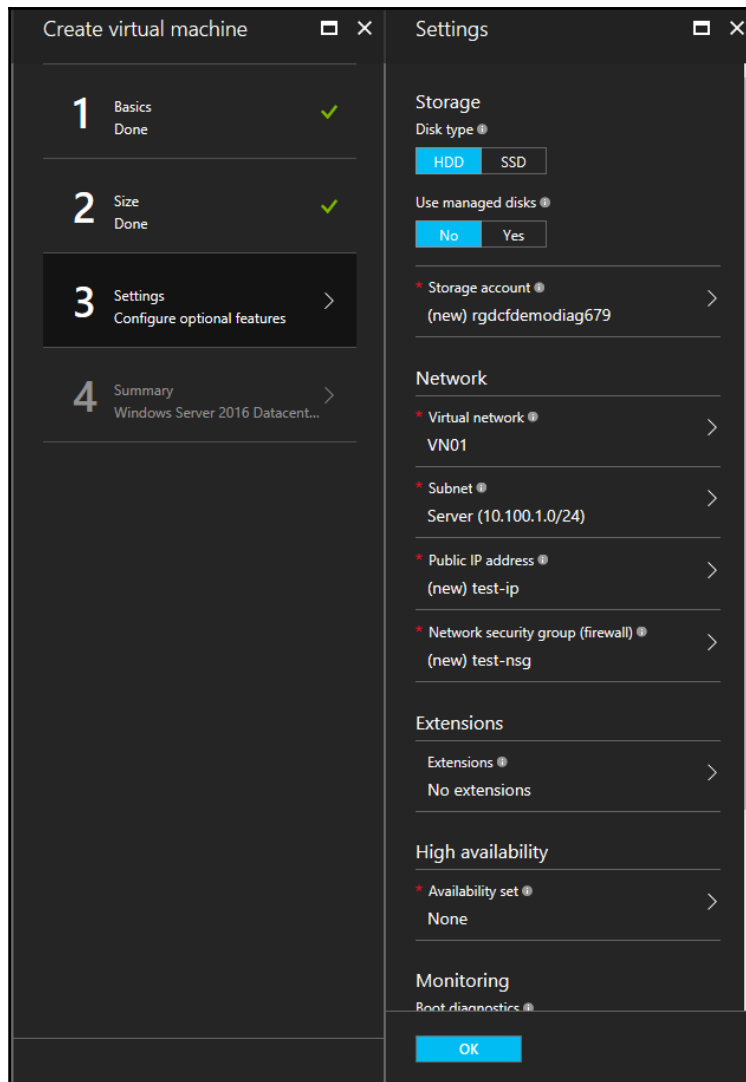 Create virtual machine
1
Basics
Done
2
Size
Done
3
Settings
Configure optional features
4
Summary
Windows Server 2016 Datacent...
Settings
Storage
Disk type
HDD SSD
Use managed disks
No Yes
* Storage account
(new) rgdcfdemodiag679
Network
* Virtual network
VN01
* Subnet
Server (10.100.1.0/24)
* Public IP address
(new) test-ip
* Network security group (firewall)
(new) test-nsg
Extensions
Extensions
No extensions
High availability
* Availability set
None
Monitoring
Boot diagnostics
OK